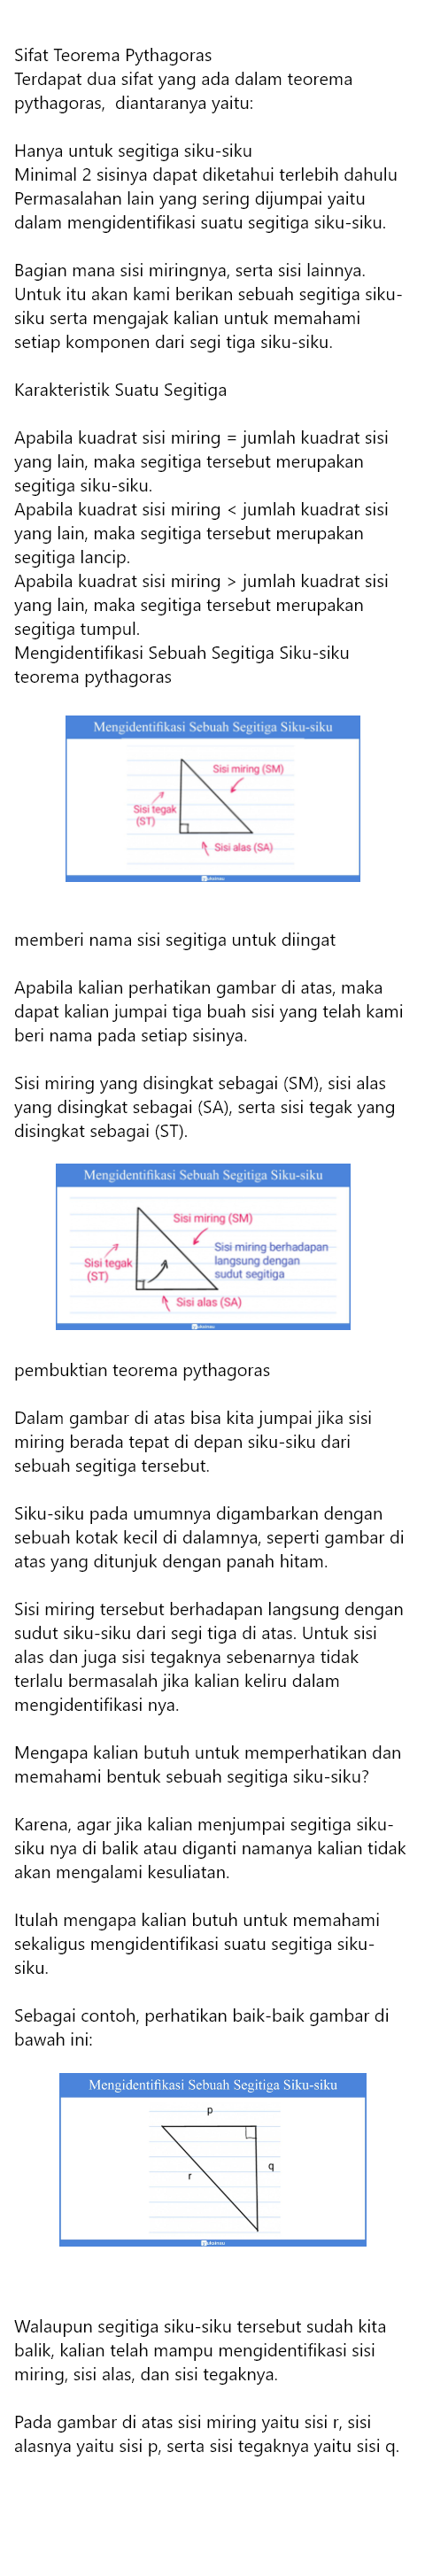 Sifat Teorema Pythagoras
Terdapat dua sifat yang ada dalam teorema
pythagoras,  diantaranya yaitu:
Hanya untuk segitiga siku-siku
Minimal 2 sisinya dapat diketahui terlebih dahulu
Permasalahan lain yang sering dijumpai yaitu
dalam mengidentifikasi suatu segitiga siku-siku.
Bagian mana sisi miringnya, serta sisi lainnya.
Untuk itu akan kami berikan sebuah segitiga siku-
siku serta mengajak kalian untuk memahami
setiap komponen dari segi tiga siku-siku.
Karakteristik Suatu Segitiga
Apabila kuadrat sisi miring = jumlah kuadrat sisi
yang lain, maka segitiga tersebut merupakan
segitiga siku-siku.
Apabila kuadrat sisi miring < jumlah kuadrat sisi
yang lain, maka segitiga tersebut merupakan
segitiga lancip.
Apabila kuadrat sisi miring > jumlah kuadrat sisi
yang lain, maka segitiga tersebut merupakan
segitiga tumpul.
Mengidentifikasi Sebuah Segitiga Siku-siku
teorema pythagoras
Mengidentifikasi Sebuah Segitiga Siku-siku
Sisi miring (SM)
Sisi tegak
(ST)
Sisi alas (SA)
memberi nama sisi segitiga untuk diingat
Apabila kalian perhatikan gambar di atas, maka
dapat kalian jumpai tiga buah sisi yang telah kami
beri nama pada setiap sisinya.
Sisi miring yang disingkat sebagai (SM), sisi alas
yang disingkat sebagai (SA), serta sisi tegak yang
disingkat sebagai (ST).
Mengidentifikasi Sebuah Segitiga Siku-siku
Sisi miring (SM)
Sisi miring berhadapan
langsung dengan
sudut segitiga
Sisi tegak
(ST)
Sisi alas (SA)
pembuktian teorema pythagoras
Dalam gambar di atas bisa kita jumpai jika sisi
miring berada tepat di depan siku-siku dari
sebuah segitiga tersebut.
Siku-siku pada umumnya digambarkan dengan
sebuah kotak kecil di dalamnya, seperti gambar di
atas yang ditunjuk dengan panah hitam.
Sisi miring tersebut berhadapan langsung dengan
sudut siku-siku dari segi tiga di atas. Untuk sisi
alas dan juga sisi tegaknya sebenarnya tidak
terlalu bermasalah jika kalian keliru dalam
mengidentifikasi nya.
Mengapa kalian butuh untuk memperhatikan dan
memahami bentuk sebuah segitiga siku-siku?
Karena, agar jika kalian menjumpai segitiga siku-
siku nya di balik atau diganti namanya kalian tidak
akan mengalami kesuliatan.
Itulah mengapa kalian butuh untuk memahami
sekaligus mengidentifikasi suatu segitiga siku-
siku.
Sebagai contoh, perhatikan baik-baik gambar di
bawah ini:
Mengidentifikasi Sebuah Segitiga Siku-siku
p
q
r
Walaupun segitiga siku-siku tersebut sudah kita
balik, kalian telah mampu mengidentifikasi sisi
miring, sisi alas, dan sisi tegaknya.
Pada gambar di atas sisi miring yaitu sisi r, sisi
alasnya yaitu sisi p, serta sisi tegaknya yaitu sisi q.